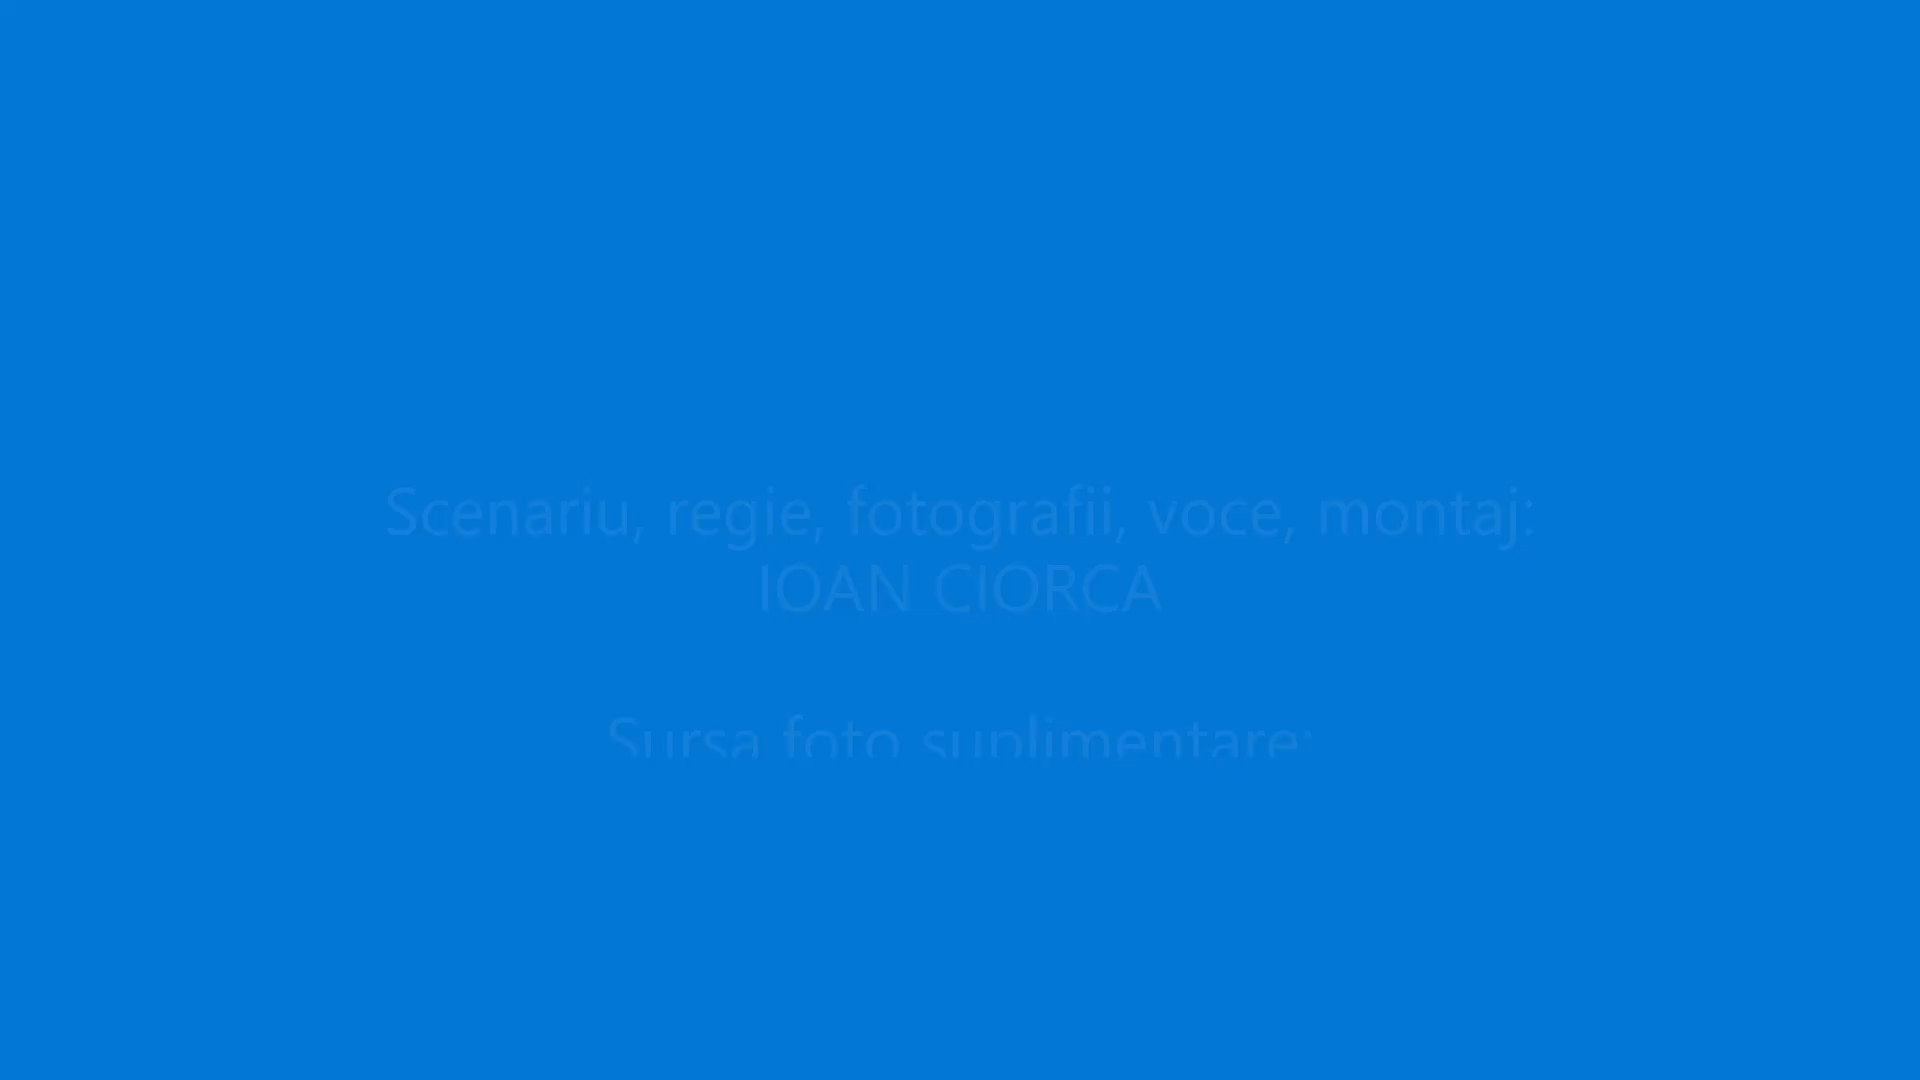 Scenariu, regie, fotografii, voce, montaj:
IOAN CIORCA
Sursa foto suplimentare: